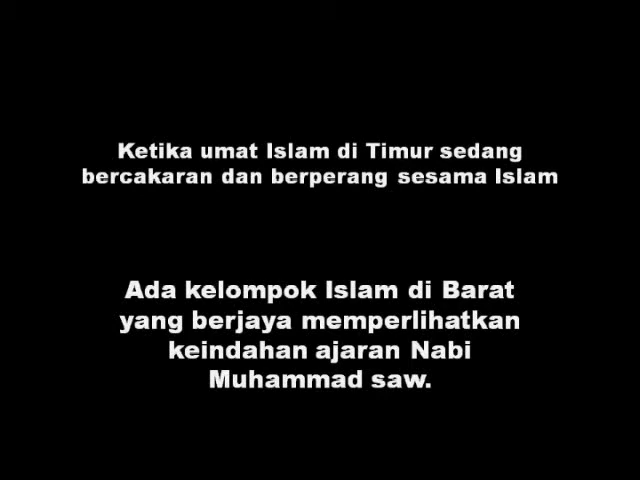 Ketika umat Islam di Timur sedang
bercakaran dan berperang sesama Islam
Ada kelompok Islam di Barat
yang berjaya memperlihatkan
keindahan ajaran Nabi
Muhammad saw.